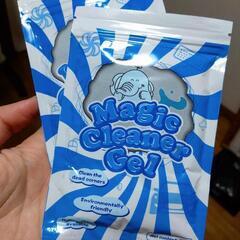 Magic
Cleaner
Gel
Clean the
dead corners
Environmentally
friendly